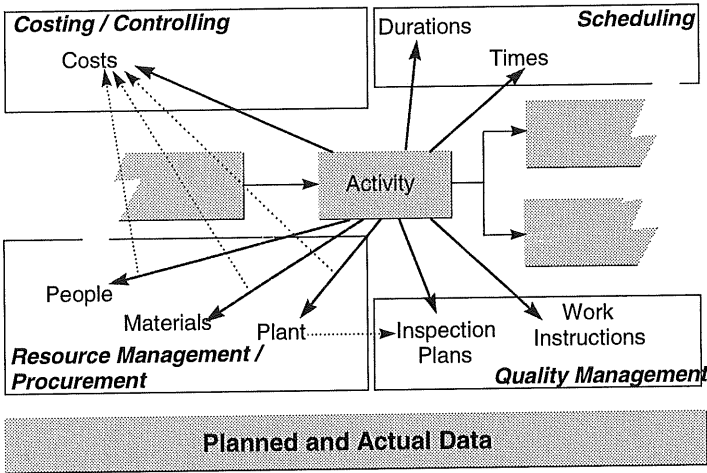 Costing / Controlling
Costs
Durations
Scheduling
Times
Activity
People
Materials
Plant
Resource Management /
Procurement
Inspection
Plans
Work
Instructions
Quality Management
Planned and Actual Data